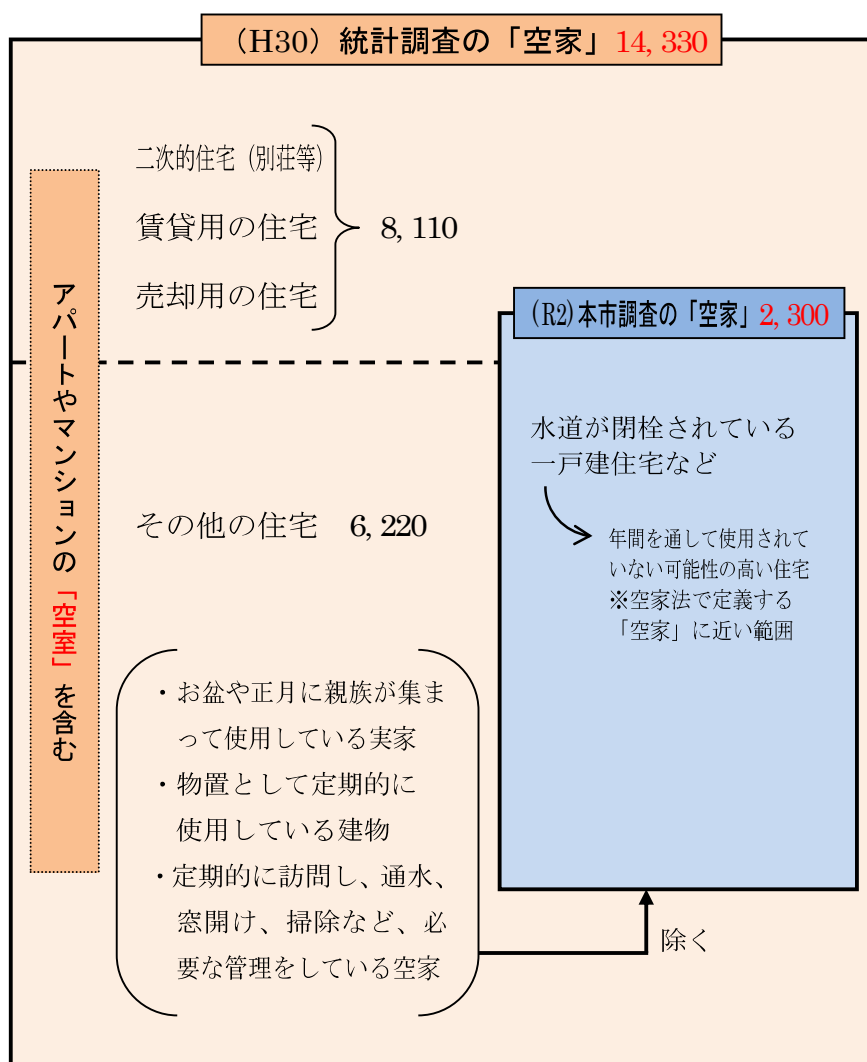 （H30）統計調査の「空家」14,330
二次的住宅（別荘等）
賃貸用の住宅
売却用の住宅
8,110
アパートやマンションの「空室」を含む
(R2)本市調査の「空家」2,300
水道が閉栓されている
一戸建住宅など
年間を通して使用されて
いない可能性の高い住宅
※空家法で定義する
「空家」に近い範囲
その他の住宅 6,220
・お盆や正月に親族が集ま
って使用している実家
・物置として定期的に
使用している建物
・定期的に訪問し、通水、
窓開け、掃除など、必
要な管理をしている空家
除く